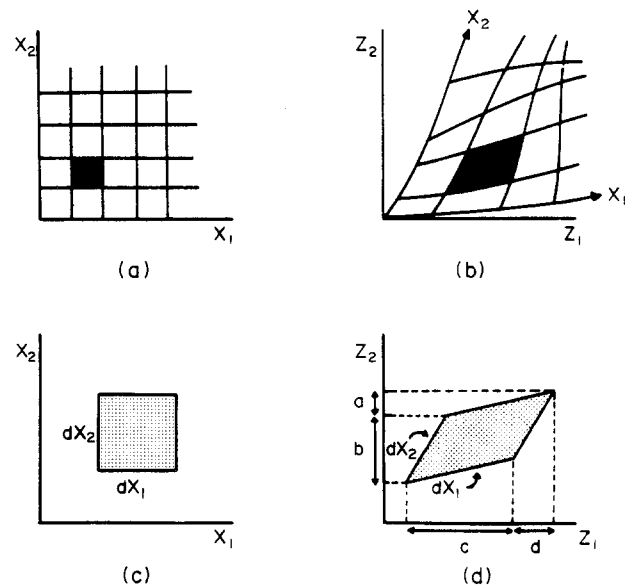 X₂
X₁
(a)
Z₂
X₂
X₁
Z₁
(b)
X₂
dX₂
dX₁
X₁
(c)
Z₂
a
b
dX₂
dX₁
c
d
Z₁
(d)